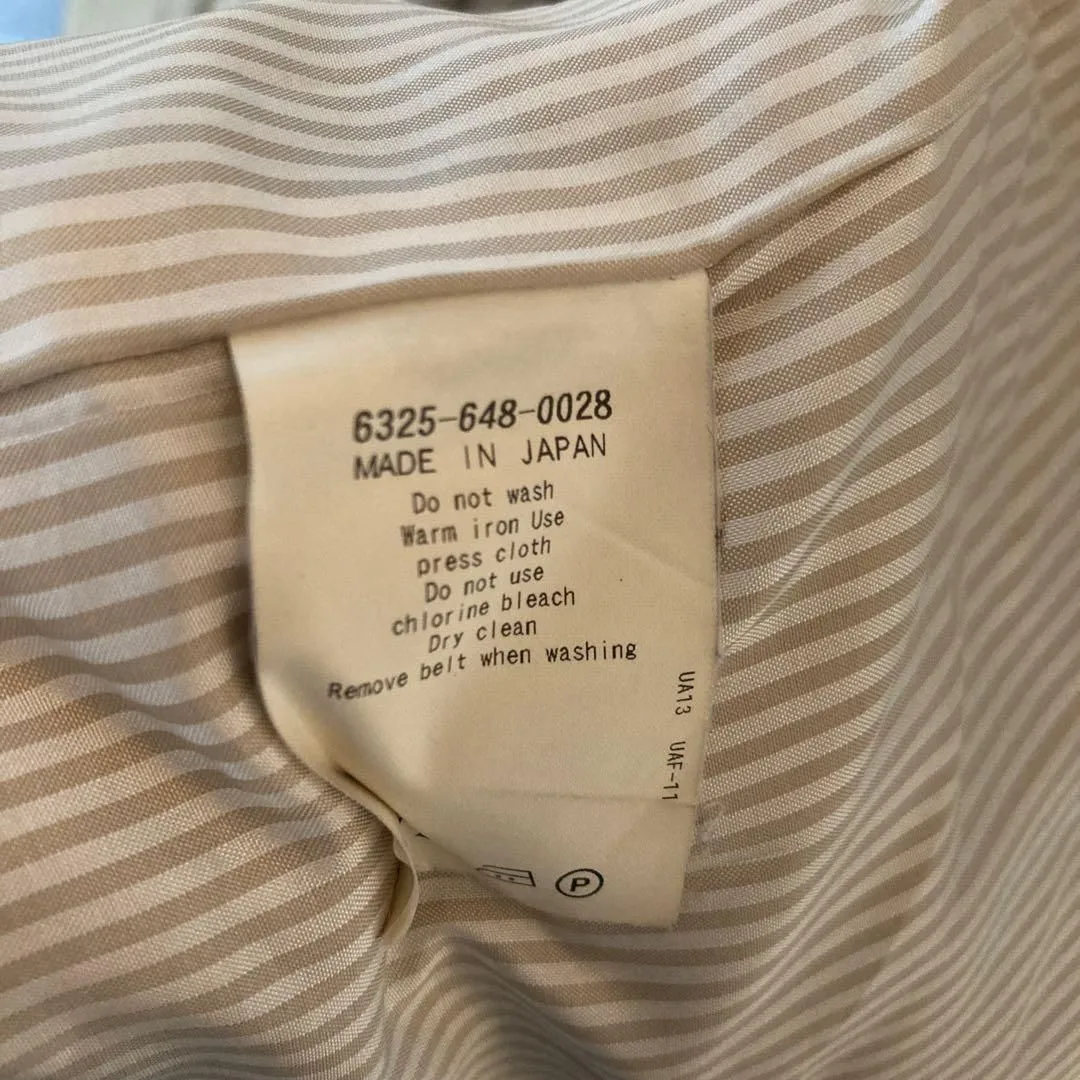 6325-648-0028
MADE IN JAPAN
Do not wash
Warm iron Use
press cloth
Do not use
chlorine bleach
Dry clean
Remove belt when washing
UA13 UAF-11
P